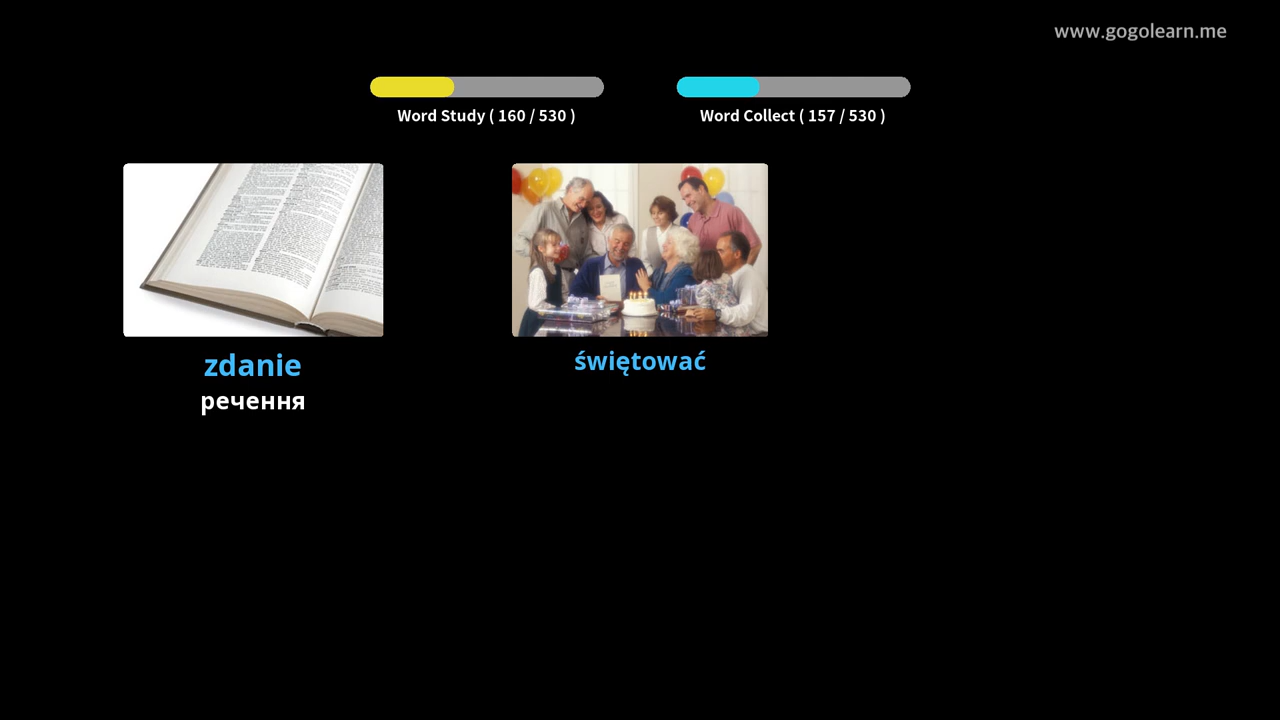 www.gogolearn.me
Word Study ( 160 / 530 )
Word Collect ( 157 / 530 )
zdanie
речення
świętować